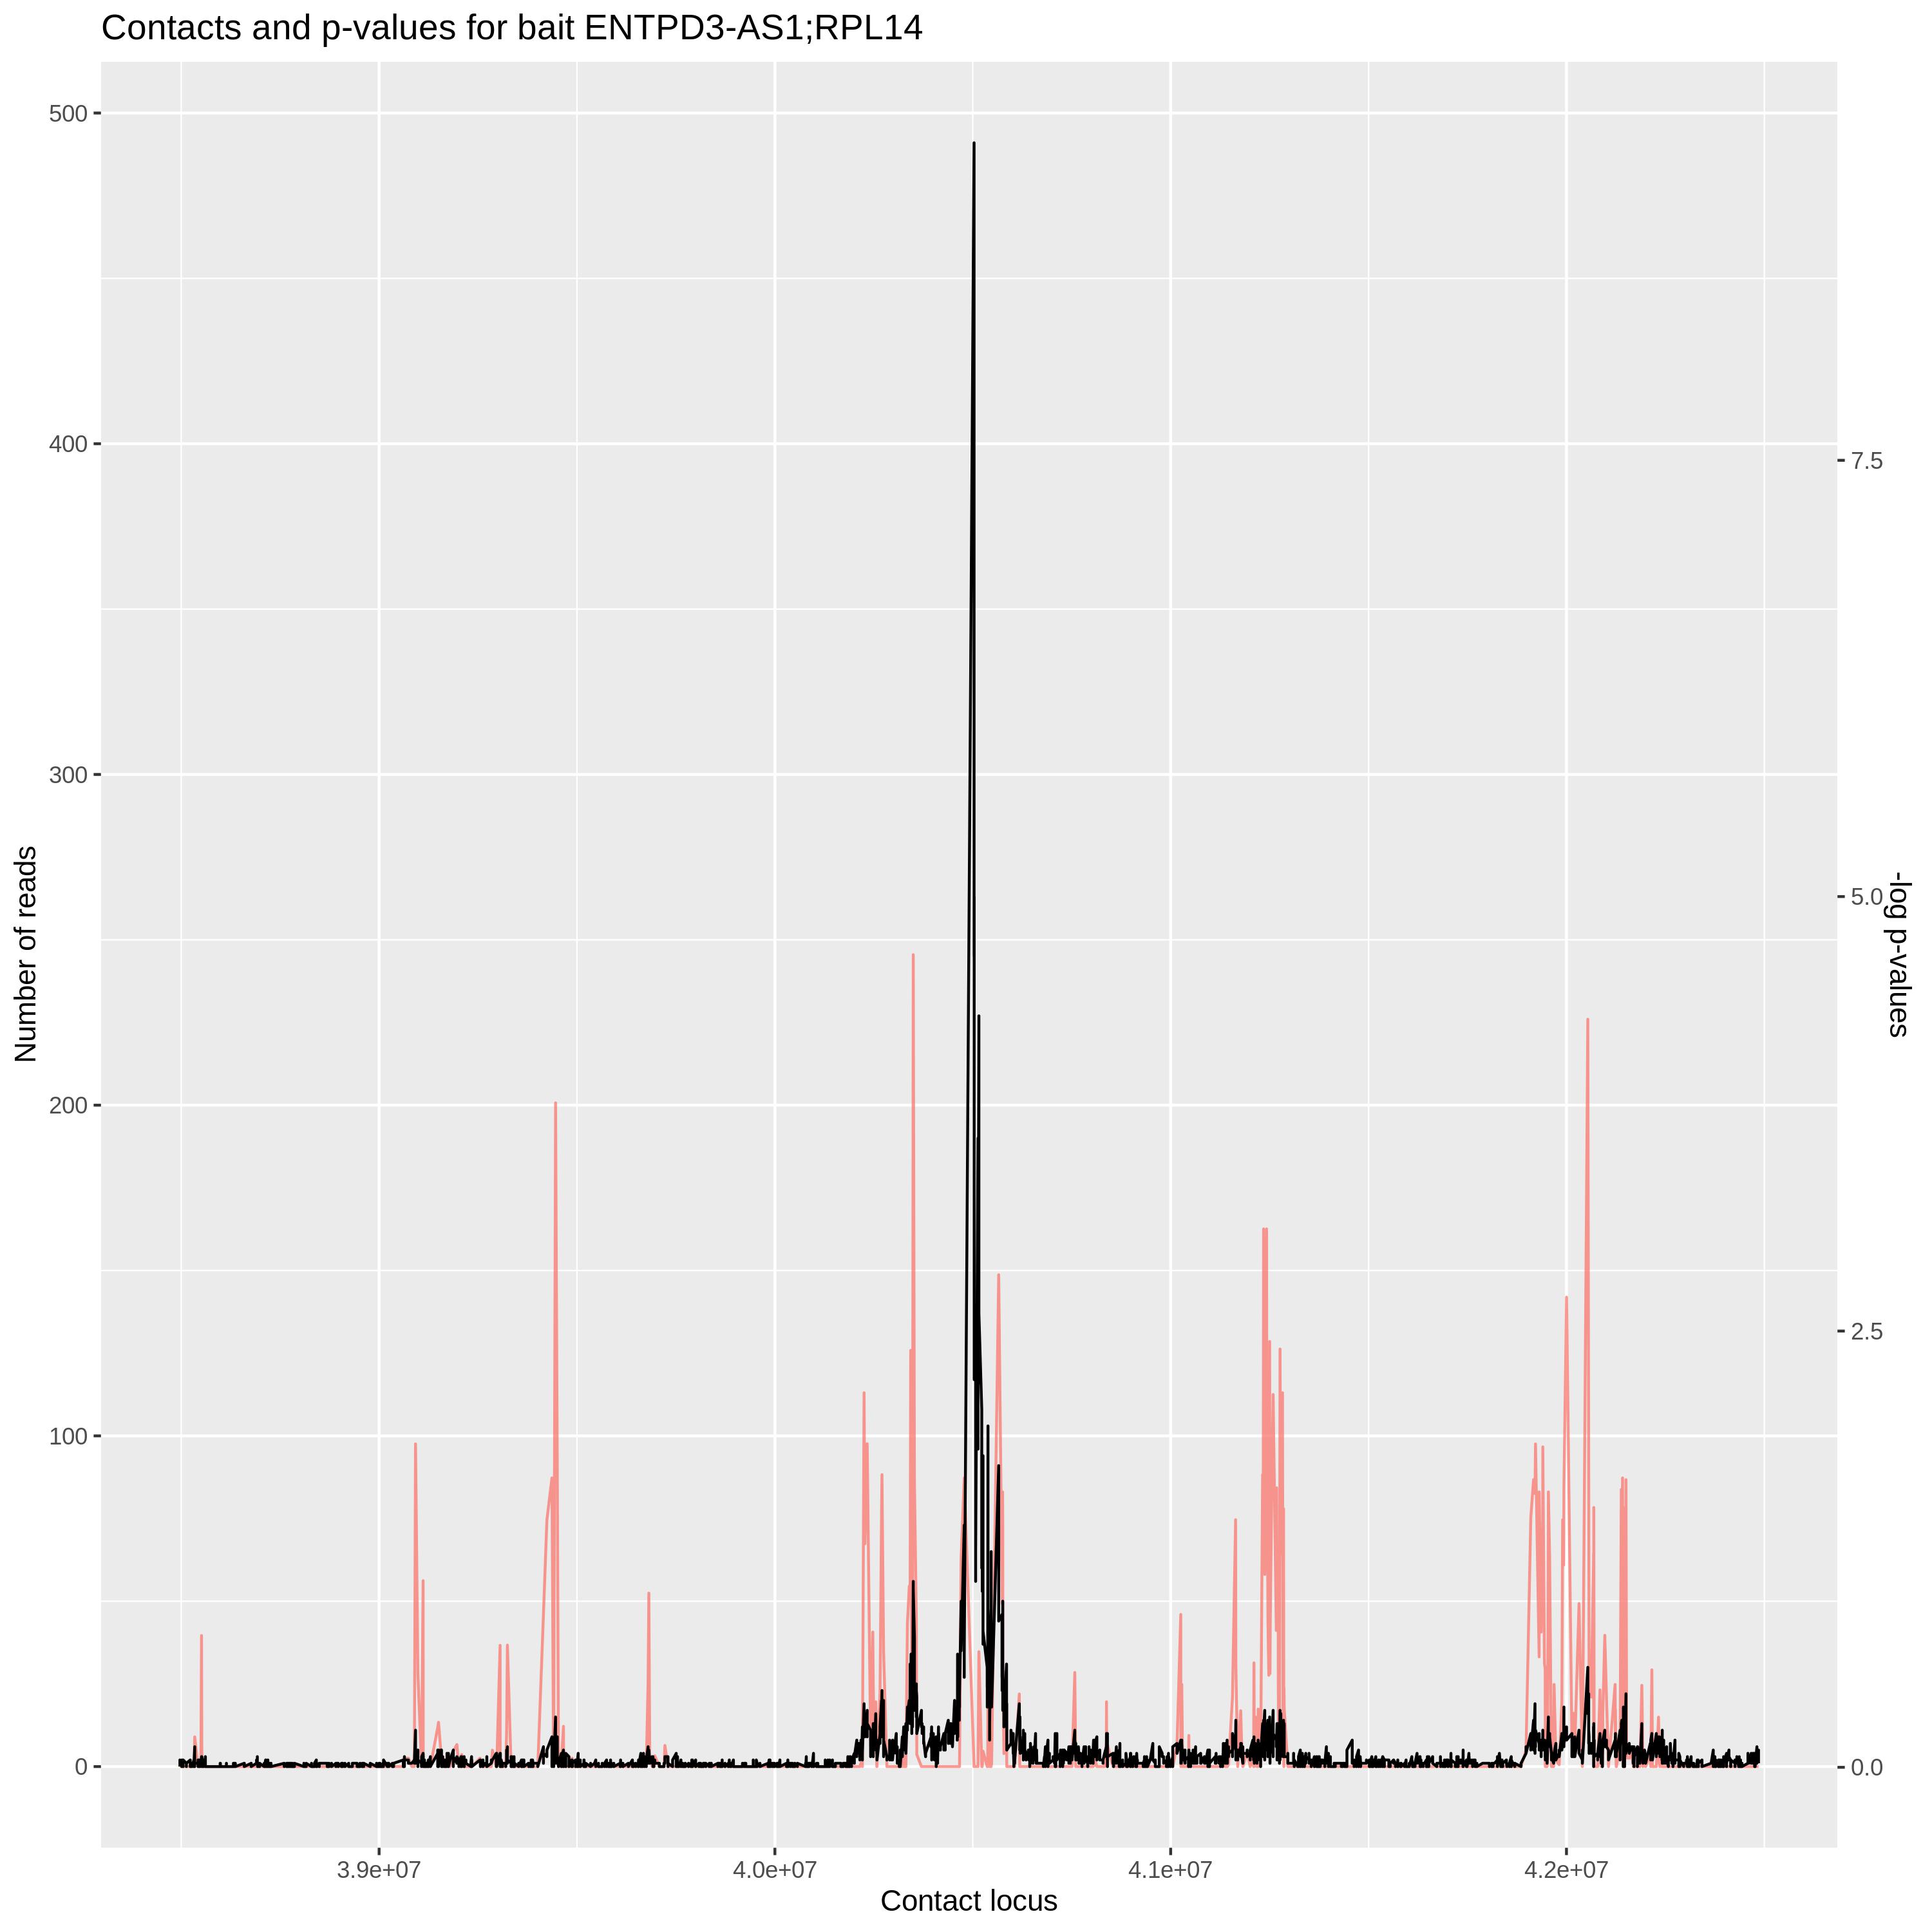 Contacts and p-values for bait ENTPD3-AS1;RPL14
500
400
300
200
100
0
Number of reads
7.5
5.0
2.5
0.0
-log p-values
3.9e+07
4.0e+07
4.1e+07
4.2e+07
Contact locus